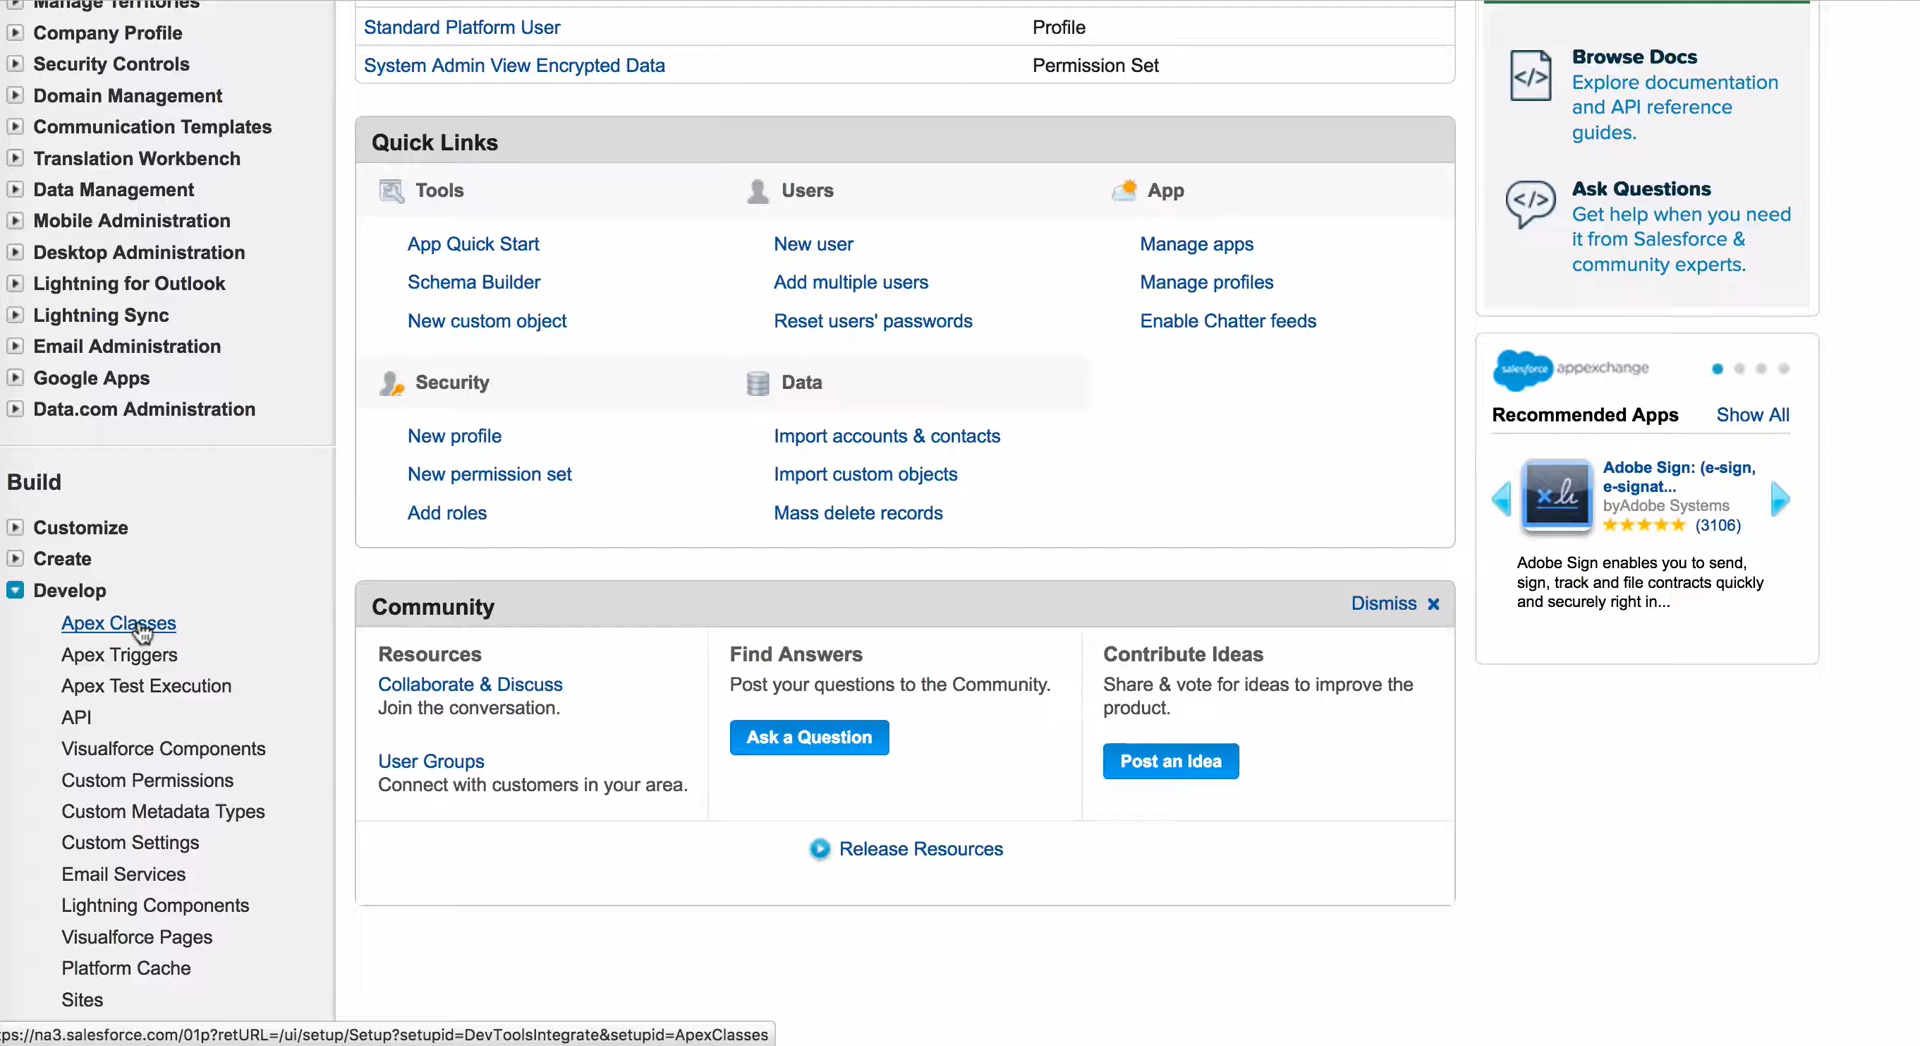 Manage Territories
Company Profile
Security Controls
Domain Management
Communication Templates
Translation Workbench
Data Management
Mobile Administration
Desktop Administration
Lightning for Outlook
Lightning Sync
Email Administration
Google Apps
Data.com Administration
Build
Customize
Create
Develop
Apex Classes
Apex Triggers
Apex Test Execution
API
Visualforce Components
Custom Permissions
Custom Metadata Types
Custom Settings
Email Services
Lightning Components
Visualforce Pages
Platform Cache
Sites
Standard Platform User Profile
System Admin View Encrypted Data Permission Set
Quick Links
Tools
App Quick Start
Schema Builder
New custom object
Users
New user
Add multiple users
Reset users' passwords
App
Manage apps
Manage profiles
Enable Chatter feeds
Security
New profile
New permission set
Add roles
Data
Import accounts & contacts
Import custom objects
Mass delete records
Community
Dismiss
Resources
Collaborate & Discuss
Join the conversation.
User Groups
Connect with customers in your area.
Find Answers
Post your questions to the Community.
Ask a Question
Contribute Ideas
Share & vote for ideas to improve the
product.
Post an Idea
Release Resources
Browse Docs
Explore documentation
and API reference
guides.
Ask Questions
Get help when you need
it from Salesforce &
community experts.
salesforce appexchange
Recommended Apps Show All
Adobe Sign: (e-sign,
e-signat...
byAdobe Systems
(3106)
Adobe Sign enables you to send,
sign, track and file contracts quickly
and securely right in...
ps://na3.salesforce.com/01p?retURL=/ui/setup/Setup?setupid=DevToolsIntegrate&setupid=ApexClasses